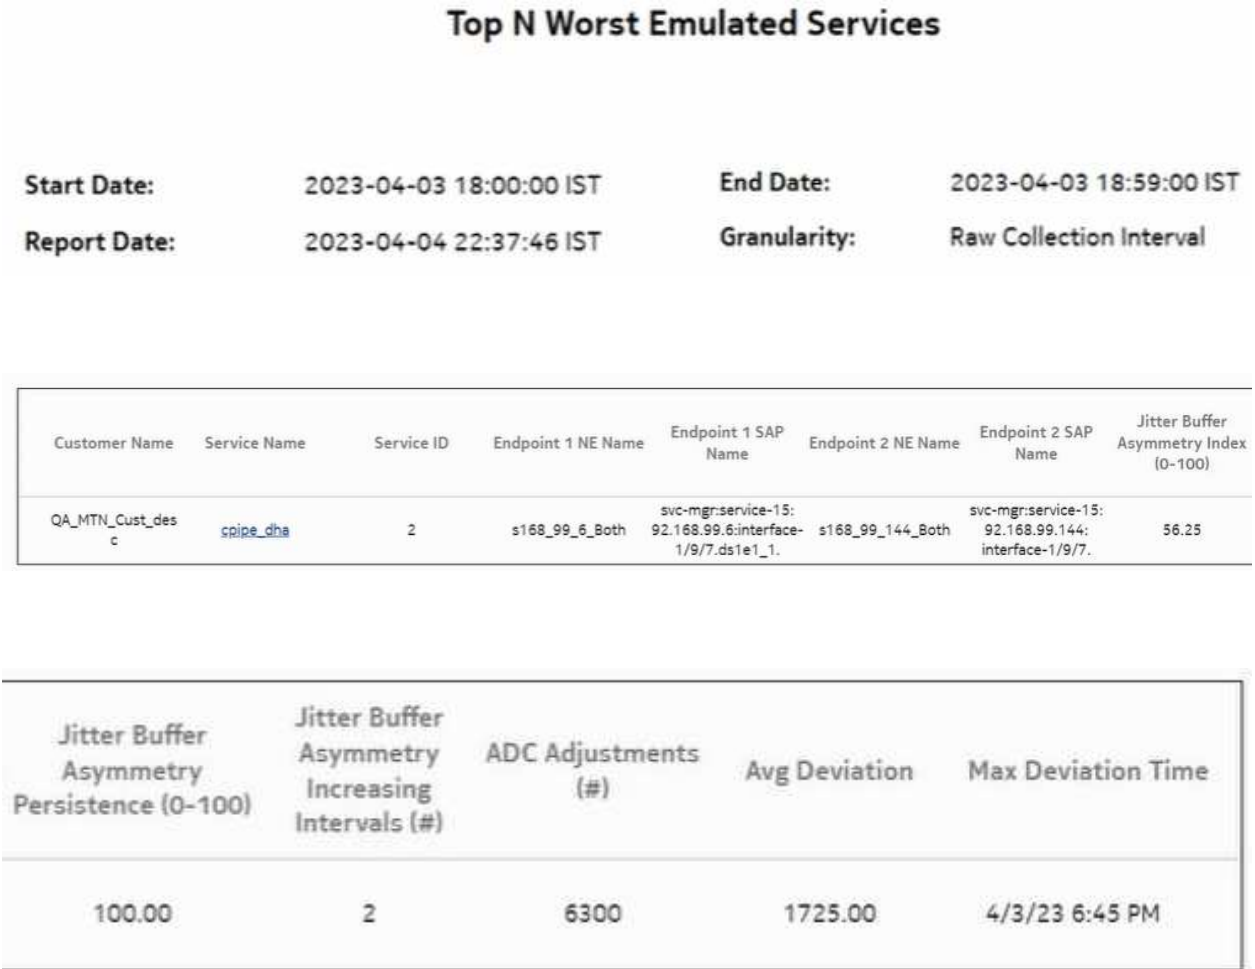 Top N Worst Emulated Services
Start Date: 2023-04-03 18:00:00 IST End Date: 2023-04-03 18:59:00 IST
Report Date: 2023-04-04 22:37:46 IST Granularity: Raw Collection Interval
Customer Name Service Name Service ID Endpoint 1 NE Name Endpoint 1 SAP Name Endpoint 2 NE Name Endpoint 2 SAP Name Jitter Buffer Asymmetry Index (0-100)
QA_MTN_Cust_desc cpipe_dha 2 s168_99_6_Both svc-mgr:service-15:92.168.99.6:interface-1/9/7.ds1e1_1. s168_99_144_Both svc-mgr:service-15:92.168.99.144:interface-1/9/7. 56.25
Jitter Buffer Asymmetry Persistence (0-100) Jitter Buffer Asymmetry Increasing Intervals (#) ADC Adjustments (#) Avg Deviation Max Deviation Time
100.00 2 6300 1725.00 4/3/23 6:45 PM